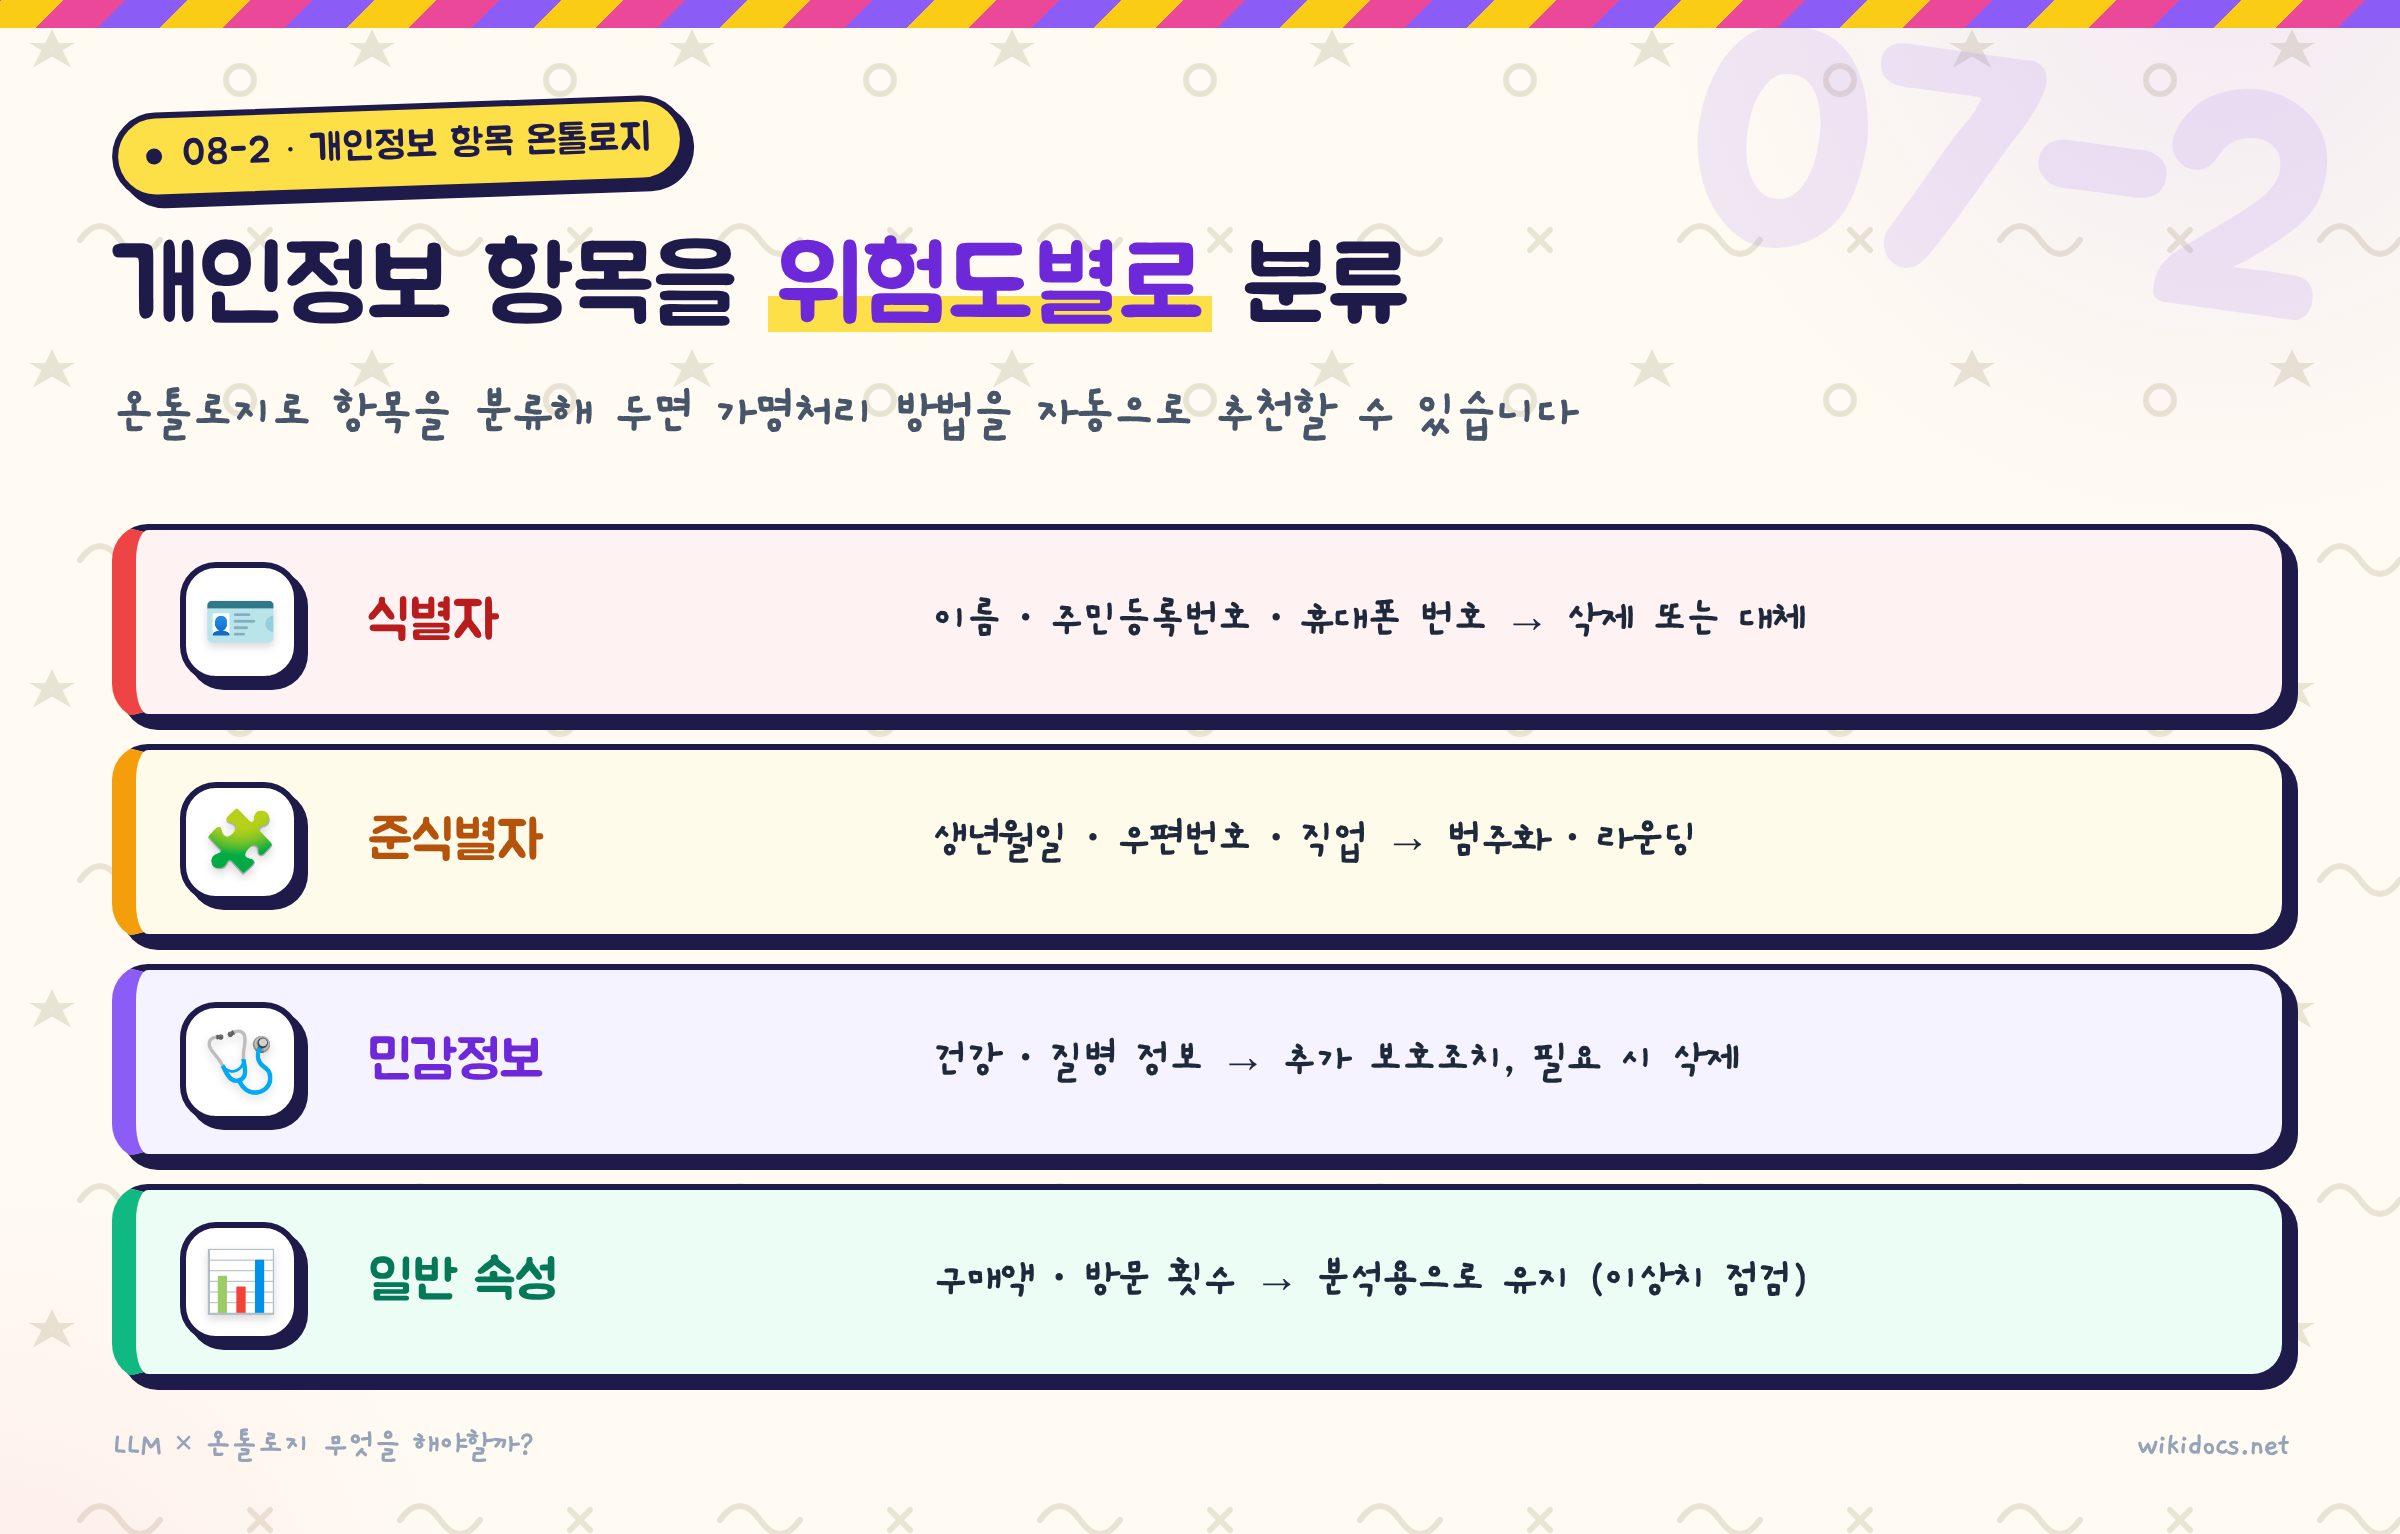 07-2
• 08-2 · 개인정보 항목 온톨로지
개인정보 항목을 위험도별로 분류
온톨로지로 항목을 분류해 두면 가명처리 방법을 자동으로 추천할 수 있습니다
식별자
이름 · 주민등록번호 · 휴대폰 번호 → 삭제 또는 대체
준식별자
생년월일 · 우편번호 · 직업 → 범주화 · 라운딩
민감정보
건강 · 질병 정보 → 추가 보호조치, 필요 시 삭제
일반 속성
구매액 · 방문 횟수 → 분석용으로 유지 (이상치 점검)
LLM × 온톨로지 무엇을 해야할까?
wikidocs.net